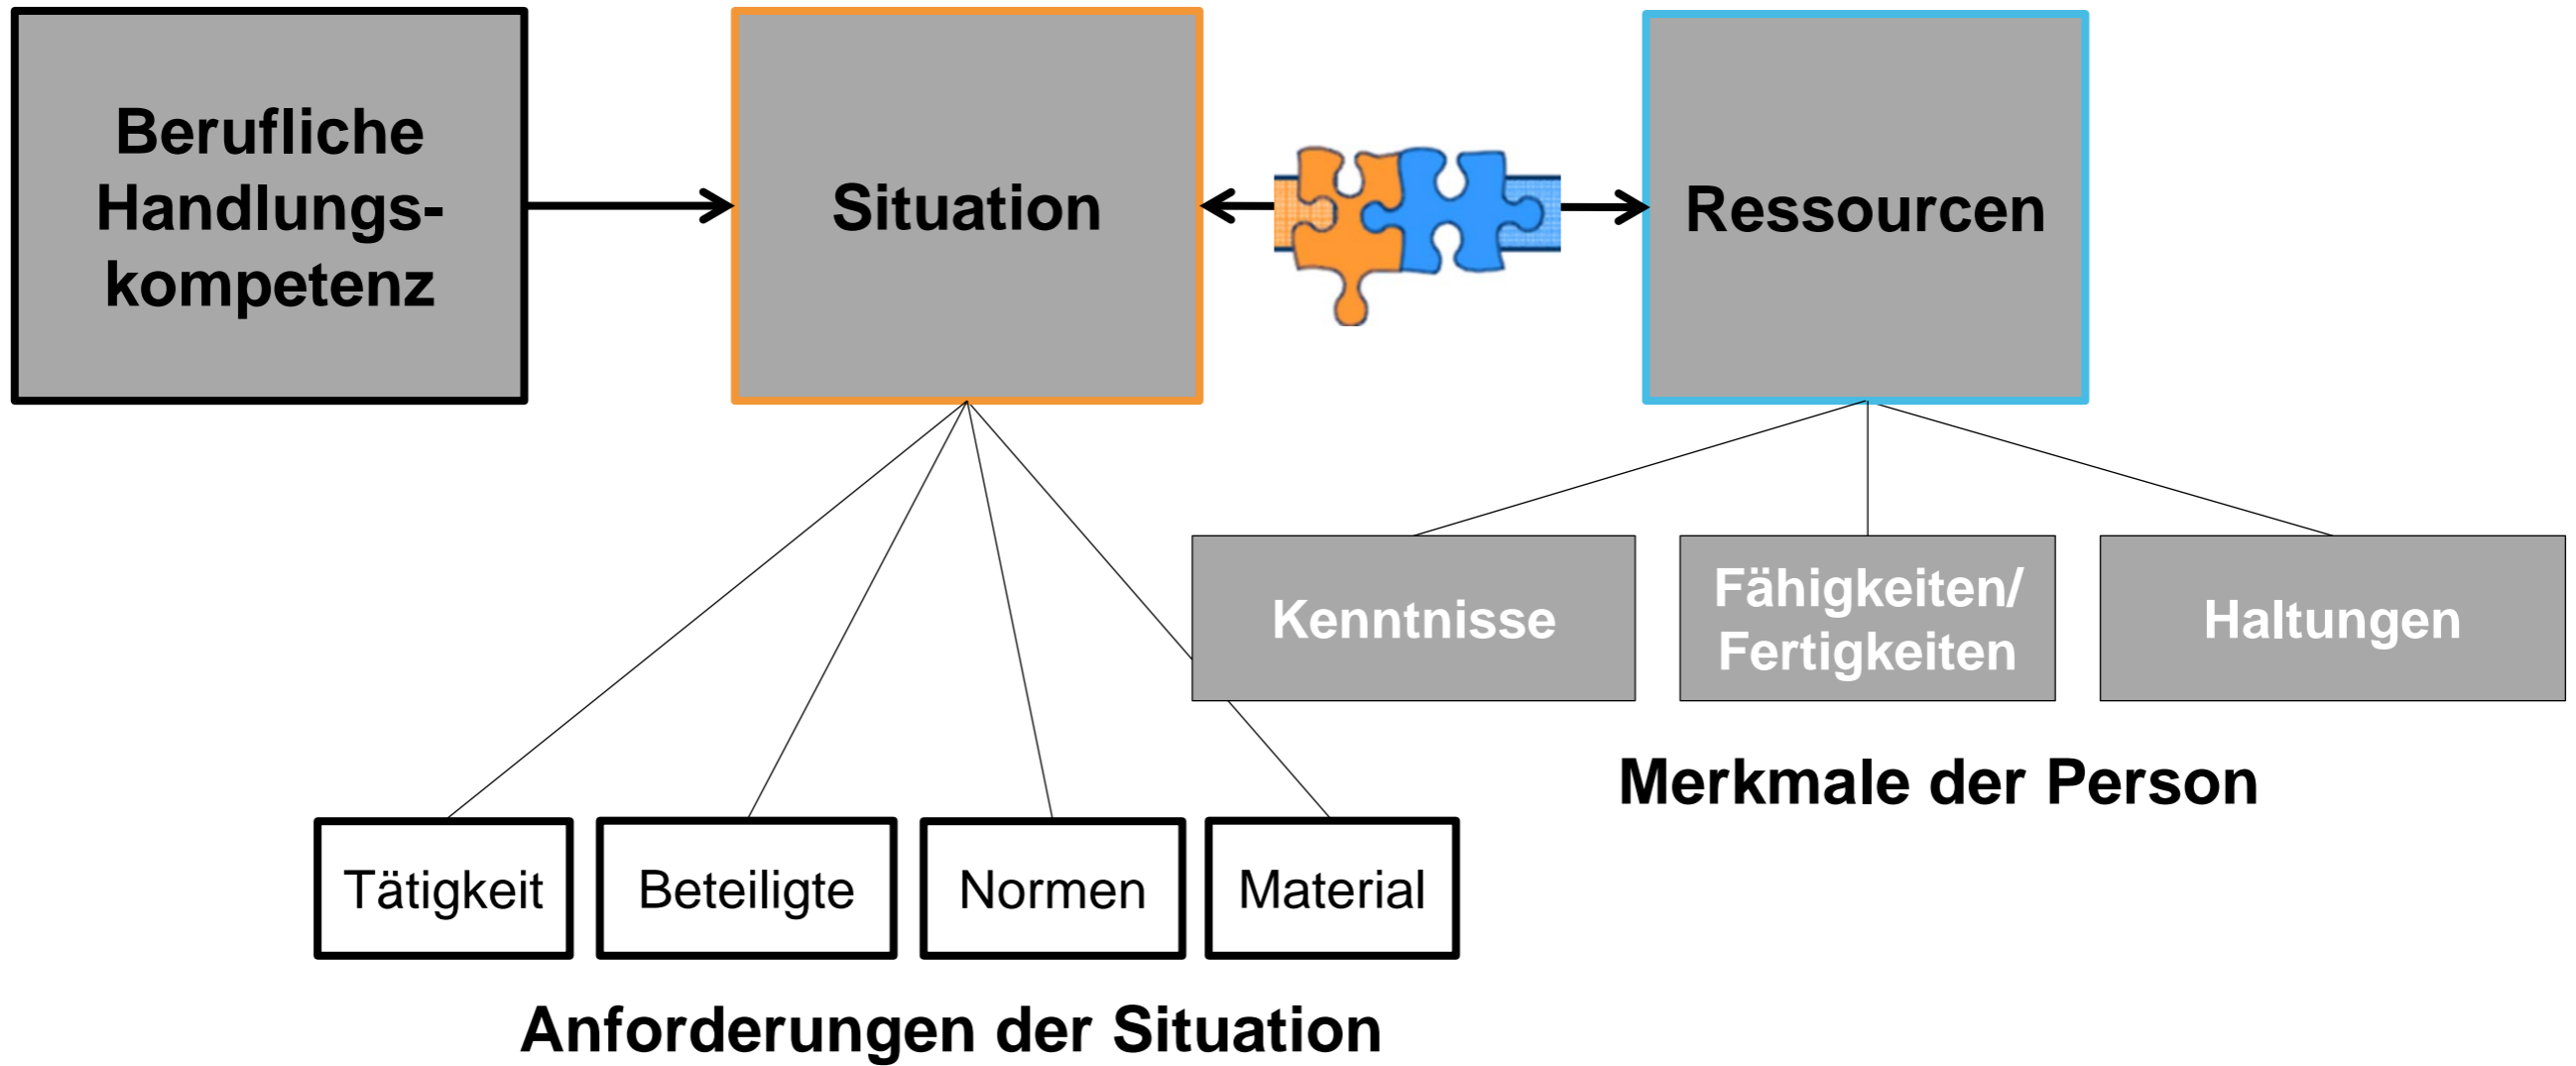 Berufliche
Handlungs-
kompetenz
Situation
Ressourcen
Kenntnisse
Fähigkeiten/
Fertigkeiten
Haltungen
Merkmale der Person
Tätigkeit
Beteiligte
Normen
Material
Anforderungen der Situation